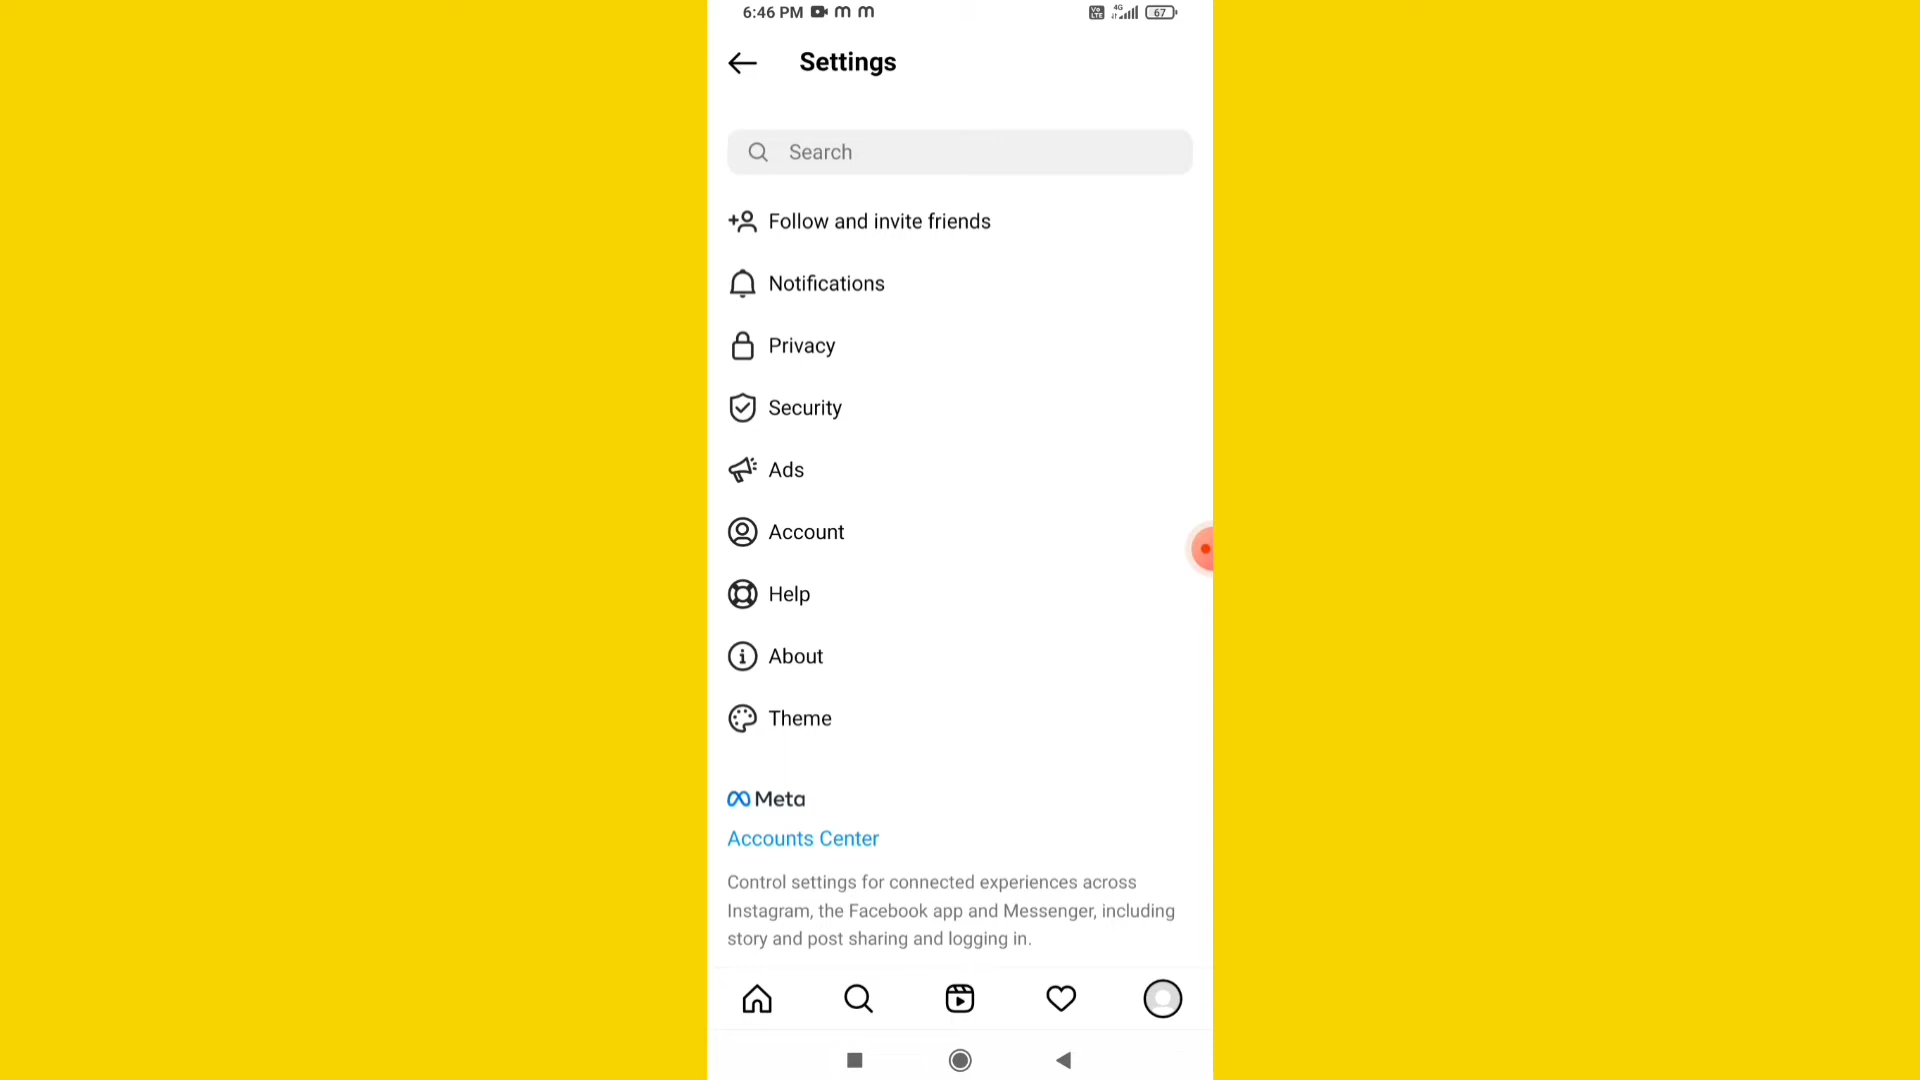 6:46 PM 4G 67
Settings
Search
Follow and invite friends
Notifications
Privacy
Security
Ads
Account
Help
About
Theme
Meta
Accounts Center
Control settings for connected experiences across
Instagram, the Facebook app and Messenger, including
story and post sharing and logging in.